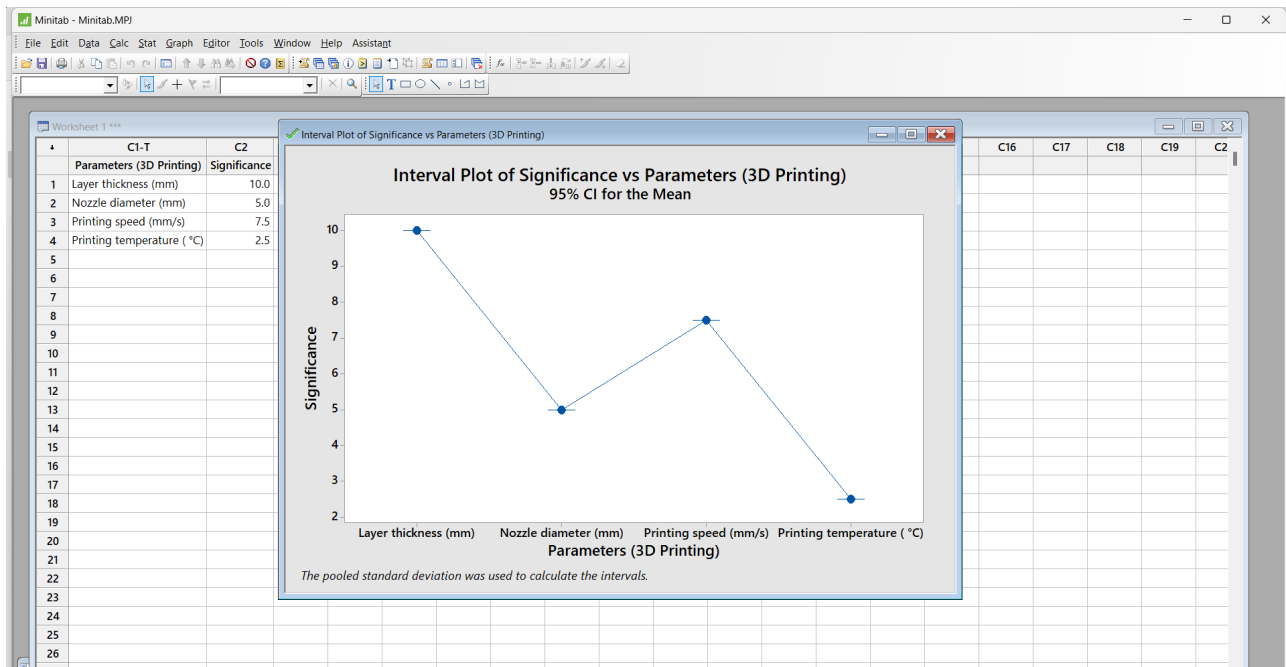 Minitab - Minitab.MPJ
File Edit Data Calc Stat Graph Editor Tools Window Help Assistant
Worksheet 1 ***
C1-T C2 C16 C17 C18 C19 C2
Parameters (3D Printing) Significance
1 Layer thickness (mm) 10.0
2 Nozzle diameter (mm) 5.0
3 Printing speed (mm/s) 7.5
4 Printing temperature ( °C) 2.5
5
6
7
8
9
10
11
12
13
14
15
16
17
18
19
20
21
22
23
24
25
26
Interval Plot of Significance vs Parameters (3D Printing)
Interval Plot of Significance vs Parameters (3D Printing)
95% CI for the Mean
Significance
10
9
8
7
6
5
4
3
2
Layer thickness (mm) Nozzle diameter (mm) Printing speed (mm/s) Printing temperature ( °C)
Parameters (3D Printing)
The pooled standard deviation was used to calculate the intervals.